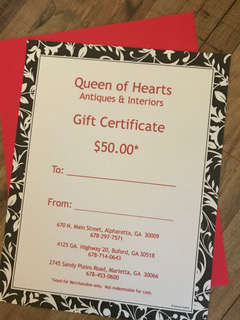 Queen of Hearts
Antiques & Interiors
Gift Certificate
$50.00*
To:
From:
670 N. Main Street, Alpharetta, GA 30009
678-297-7571
4125 GA. Highway 20, Buford, GA 30518
678-714-0643
2745 Sandy Plains Road, Marietta, GA 30066
678-453-0600
*Good for Merchandise only. Not redeemable for cash.